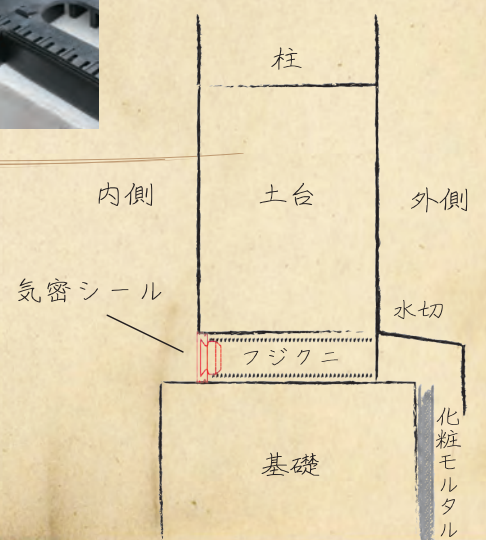 柱
内側
土台
外側
気密シール
水切
フジクニ
化粧モルタル
基礎